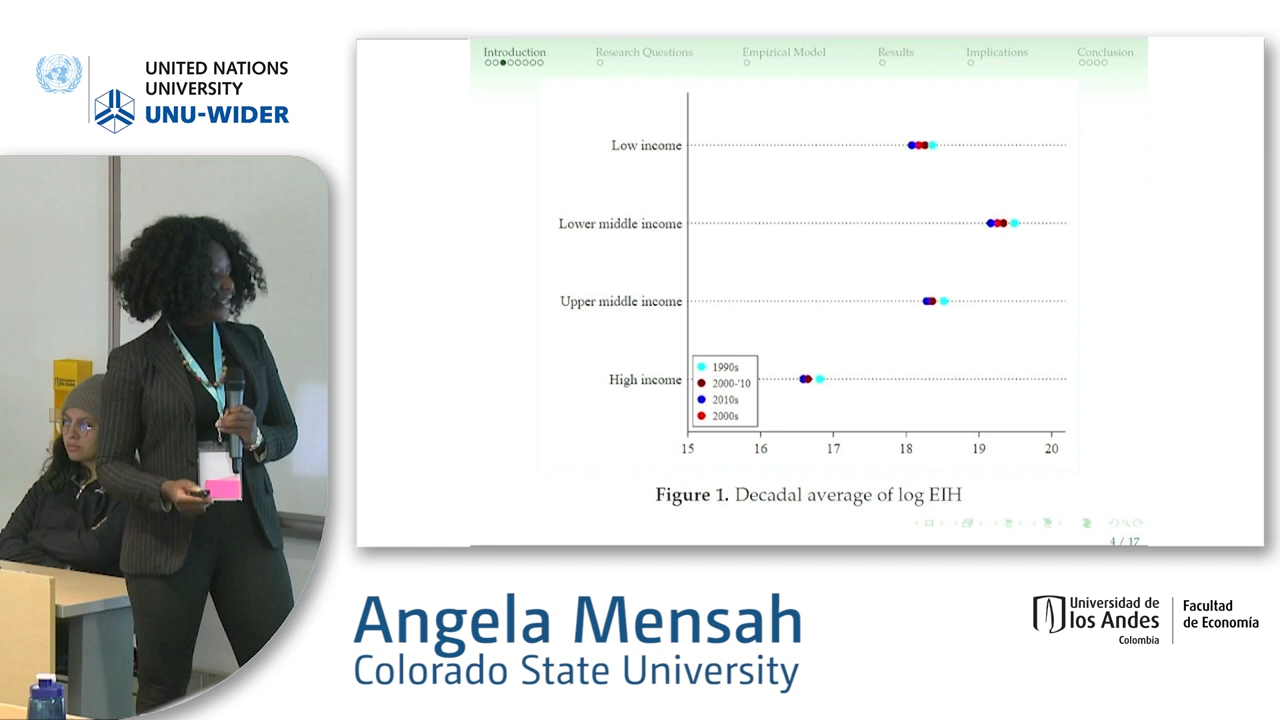 UNITED NATIONS
UNIVERSITY
UNU-WIDER
Introduction
Research Questions
Empirical Model
Results
Implications
Conclusion
Low income
Lower middle income
Upper middle income
High income
1990s
2000-'10
2010s
2000s
15 16 17 18 19 20
Figure 1. Decadal average of log EIH
4 / 17
Angela Mensah
Colorado State University
Universidad de
los Andes
Colombia
Facultad
de Economía